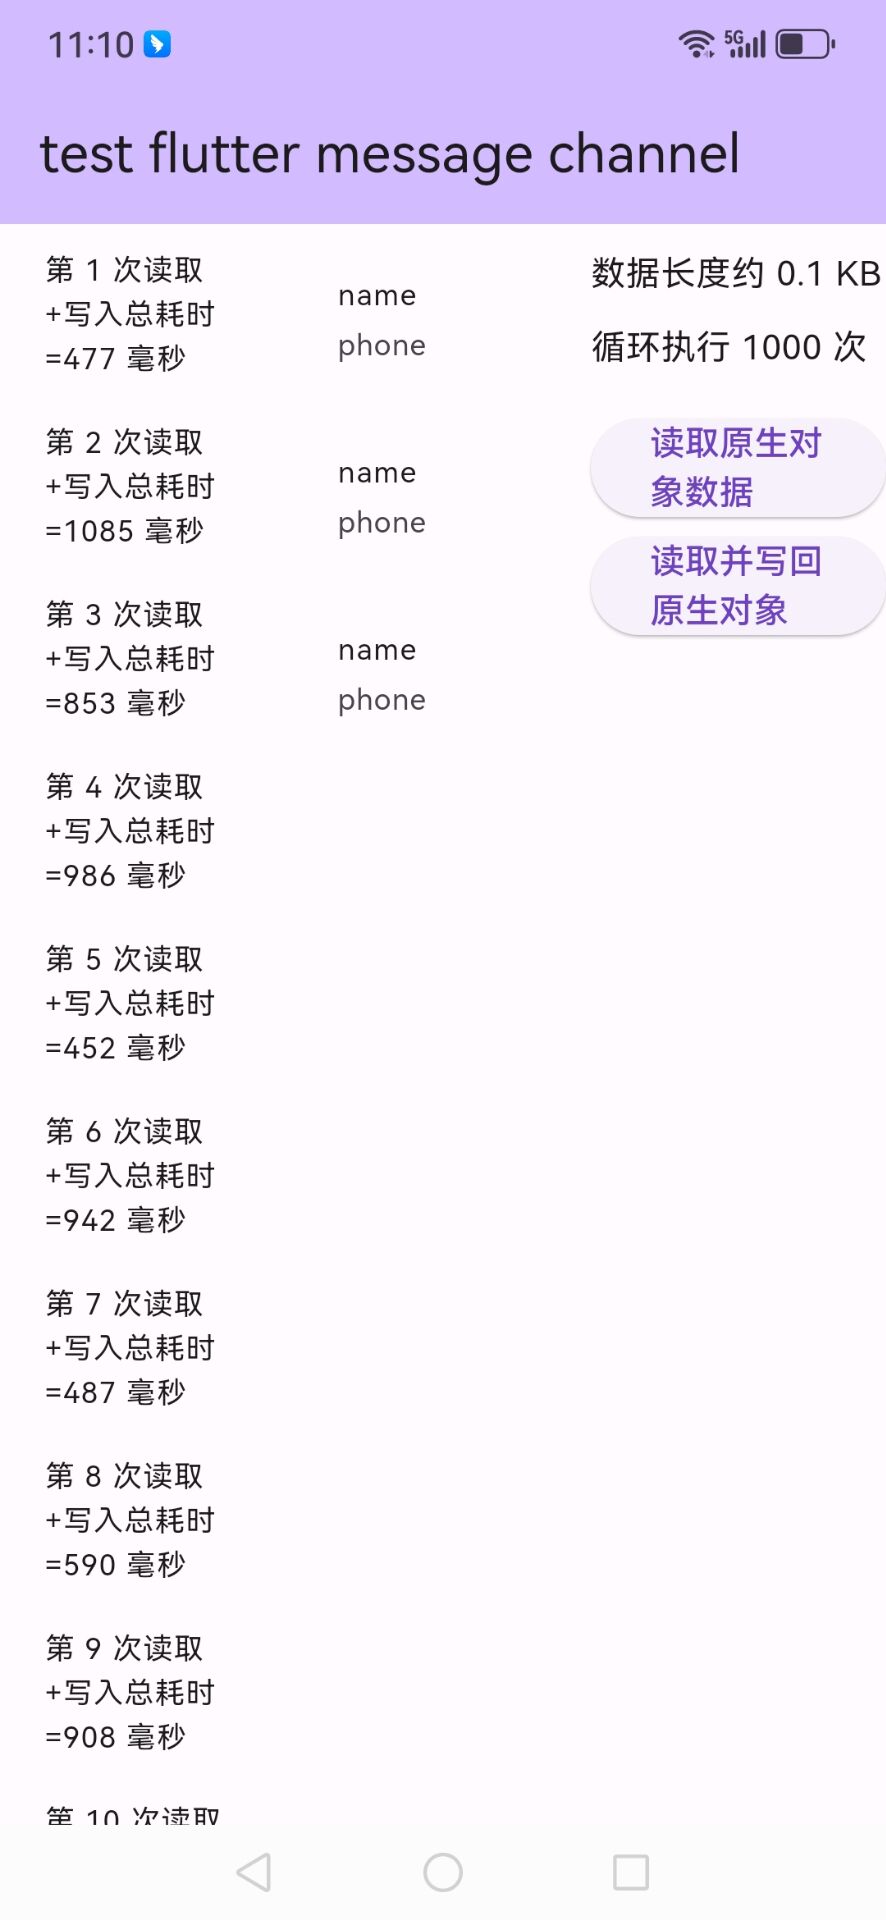 11:10
5G
test flutter message channel
第 1 次读取
+写入总耗时
=477 毫秒
第 2 次读取
+写入总耗时
=1085 毫秒
第 3 次读取
+写入总耗时
=853 毫秒
第 4 次读取
+写入总耗时
=986 毫秒
第 5 次读取
+写入总耗时
=452 毫秒
第 6 次读取
+写入总耗时
=942 毫秒
第 7 次读取
+写入总耗时
=487 毫秒
第 8 次读取
+写入总耗时
=590 毫秒
第 9 次读取
+写入总耗时
=908 毫秒
第 10 次读取
name
phone
name
phone
name
phone
数据长度约 0.1 KB
循环执行 1000 次
读取原生对
象数据
读取并写回
原生对象